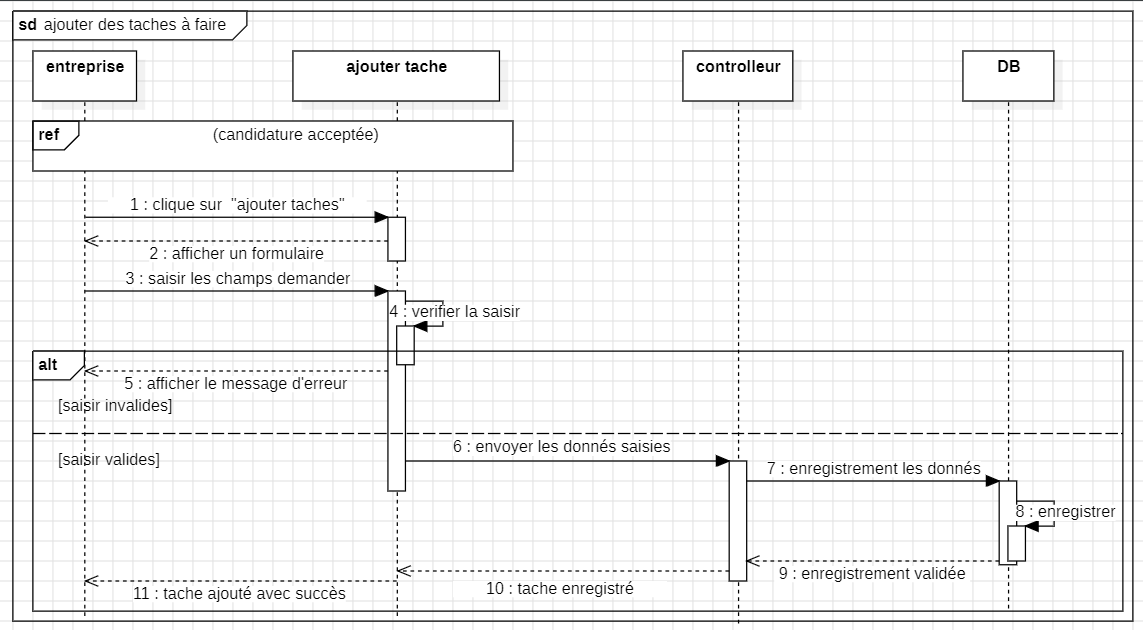 sd ajouter des taches à faire
entreprise
ajouter tache
controlleur
DB
ref
(candidature acceptée)
1 : clique sur  "ajouter taches"
2 : afficher un formulaire
3 : saisir les champs demander
4 : verifier la saisir
alt
5 : afficher le message d'erreur
[saisir invalides]
6 : envoyer les donnés saisies
[saisir valides]
7 : enregistrement les donnés
8 : enregistrer
9 : enregistrement validée
10 : tache enregistré
11 : tache ajouté avec succès